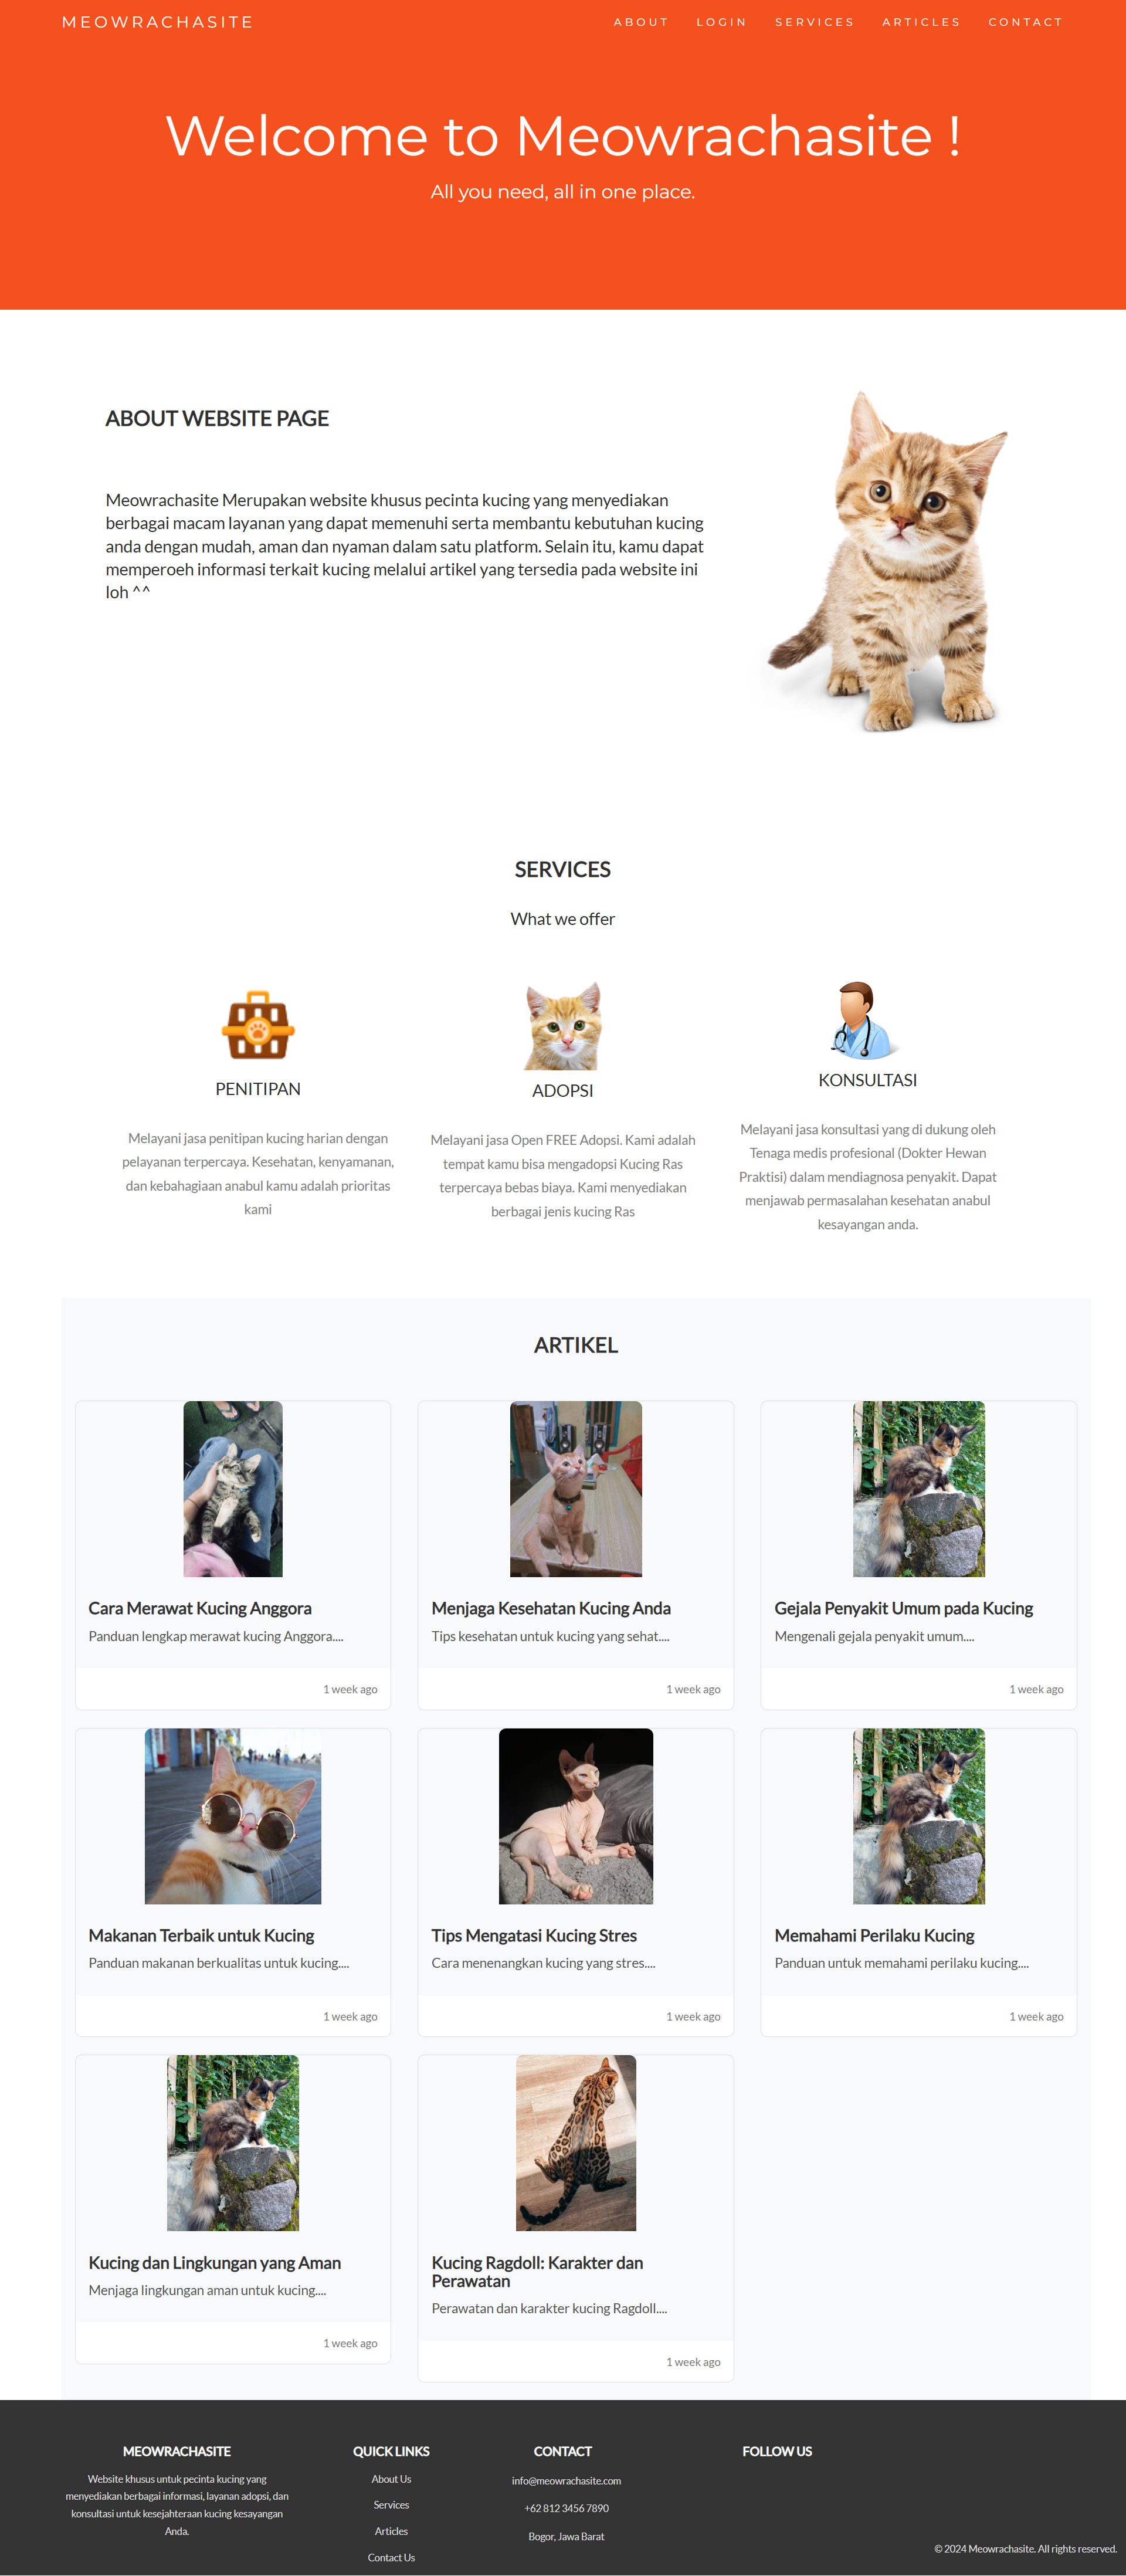 MEOWRACHASITE
ABOUT LOGIN SERVICES ARTICLES CONTACT
Welcome to Meowrachasite !
All you need, all in one place.
ABOUT WEBSITE PAGE
Meowrachasite Merupakan website khusus pecinta kucing yang menyediakan
berbagai macam layanan yang dapat memenuhi serta membantu kebutuhan kucing
anda dengan mudah, aman dan nyaman dalam satu platform. Selain itu, kamu dapat
memperoeh informasi terkait kucing melalui artikel yang tersedia pada website ini
loh ^^
SERVICES
What we offer
PENITIPAN
Melayani jasa penitipan kucing harian dengan
pelayanan terpercaya. Kesehatan, kenyamanan,
dan kebahagiaan anabul kamu adalah prioritas
kami
ADOPSI
Melayani jasa Open FREE Adopsi. Kami adalah
tempat kamu bisa mengadopsi Kucing Ras
terpercaya bebas biaya. Kami menyediakan
berbagai jenis kucing Ras
KONSULTASI
Melayani jasa konsultasi yang di dukung oleh
Tenaga medis profesional (Dokter Hewan
Praktisi) dalam mendiagnosa penyakit. Dapat
menjawab permasalahan kesehatan anabul
kesayangan anda.
ARTIKEL
Cara Merawat Kucing Anggora
Panduan lengkap merawat kucing Anggora....
1 week ago
Menjaga Kesehatan Kucing Anda
Tips kesehatan untuk kucing yang sehat....
1 week ago
Gejala Penyakit Umum pada Kucing
Mengenali gejala penyakit umum....
1 week ago
Makanan Terbaik untuk Kucing
Panduan makanan berkualitas untuk kucing....
1 week ago
Tips Mengatasi Kucing Stres
Cara menenangkan kucing yang stres....
1 week ago
Memahami Perilaku Kucing
Panduan untuk memahami perilaku kucing....
1 week ago
Kucing dan Lingkungan yang Aman
Menjaga lingkungan aman untuk kucing....
1 week ago
Kucing Ragdoll: Karakter dan
Perawatan
Perawatan dan karakter kucing Ragdoll....
1 week ago
MEOWRACHASITE
Website khusus untuk pecinta kucing yang
menyediakan berbagai informasi, layanan adopsi, dan
konsultasi untuk kesejahteraan kucing kesayangan
Anda.
QUICK LINKS
About Us
Services
Articles
Contact Us
CONTACT
info@meowrachasite.com
+62 812 3456 7890
Bogor, Jawa Barat
FOLLOW US
© 2024 Meowrachasite. All rights reserved.